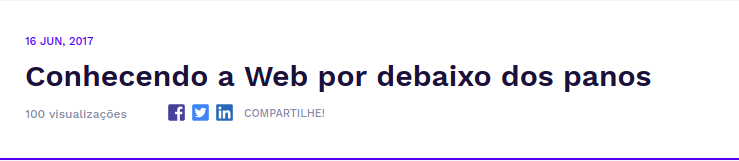 16 JUN, 2017
Conhecendo a Web por debaixo dos panos
100 visualizações COMPARTILHE!